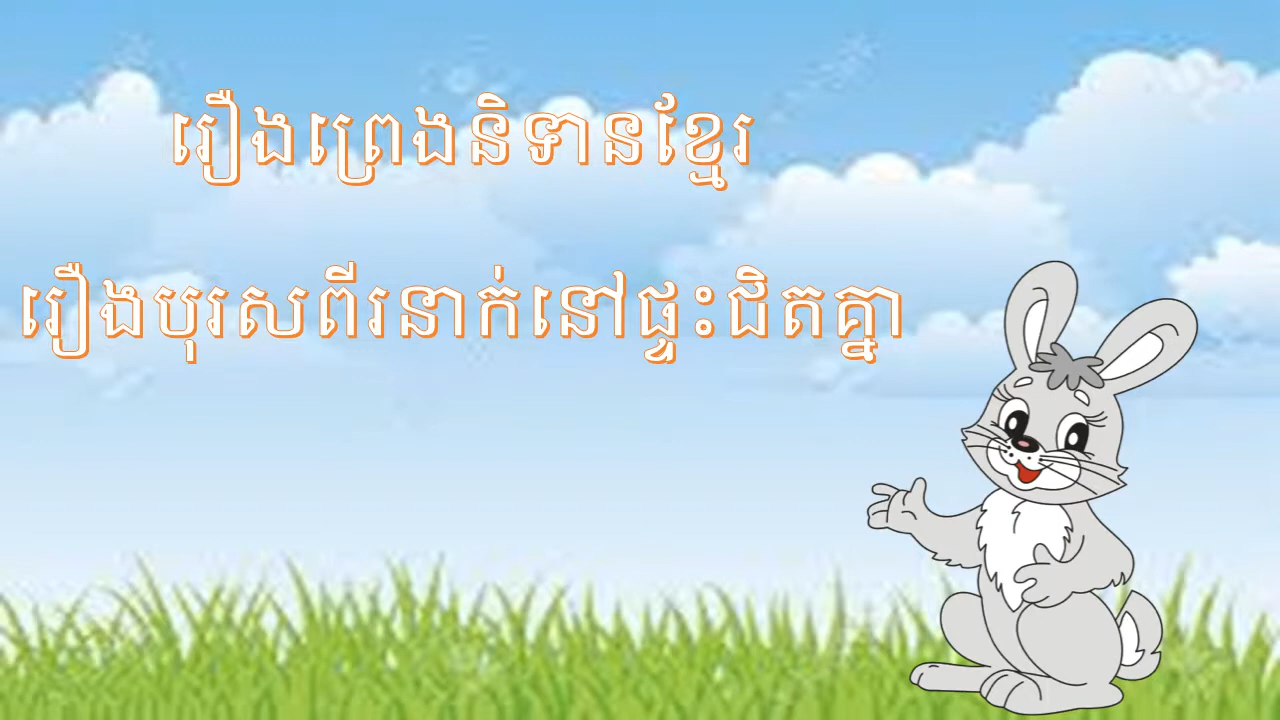 រឿងព្រេងនិទានខ្មែរ
រឿងបុរសពីរនាក់នៅផ្ទះជិតគ្នា